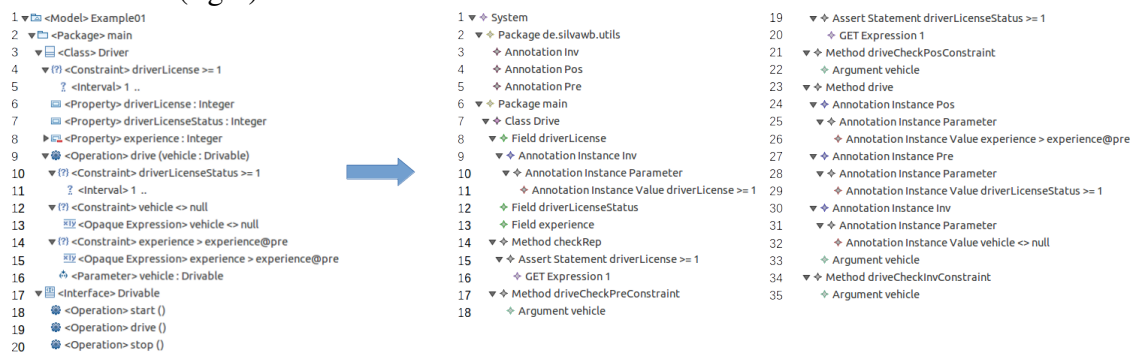 1 <Model> Example01
2 <Package> main
3 <Class> Driver
4 <Constraint> driverLicense >= 1
5 <Interval> 1 ..
6 <Property> driverLicense : Integer
7 <Property> driverLicenseStatus : Integer
8 <Property> experience : Integer
9 <Operation> drive (vehicle : Drivable)
10 <Constraint> driverLicenseStatus >= 1
11 <Interval> 1 ..
12 <Constraint> vehicle <> null
13 <Opaque Expression> vehicle <> null
14 <Constraint> experience > experience@pre
15 <Opaque Expression> experience > experience@pre
16 <Parameter> vehicle : Drivable
17 <Interface> Drivable
18 <Operation> start ()
19 <Operation> drive ()
20 <Operation> stop ()
1 System
2 Package de.silvawb.utils
3 Annotation Inv
4 Annotation Pos
5 Annotation Pre
6 Package main
7 Class Drive
8 Field driverLicense
9 Annotation Instance Inv
10 Annotation Instance Parameter
11 Annotation Instance Value driverLicense >= 1
12 Field driverLicenseStatus
13 Field experience
14 Method checkRep
15 Assert Statement driverLicense >= 1
16 GET Expression 1
17 Method driveCheckPreConstraint
18 Argument vehicle
19 Assert Statement driverLicenseStatus >= 1
20 GET Expression 1
21 Method driveCheckPosConstraint
22 Argument vehicle
23 Method drive
24 Annotation Instance Pos
25 Annotation Instance Parameter
26 Annotation Instance Value experience > experience@pre
27 Annotation Instance Pre
28 Annotation Instance Parameter
29 Annotation Instance Value driverLicenseStatus >= 1
30 Annotation Instance Inv
31 Annotation Instance Parameter
32 Annotation Instance Value vehicle <> null
33 Argument vehicle
34 Method driveCheckInvConstraint
35 Argument vehicle